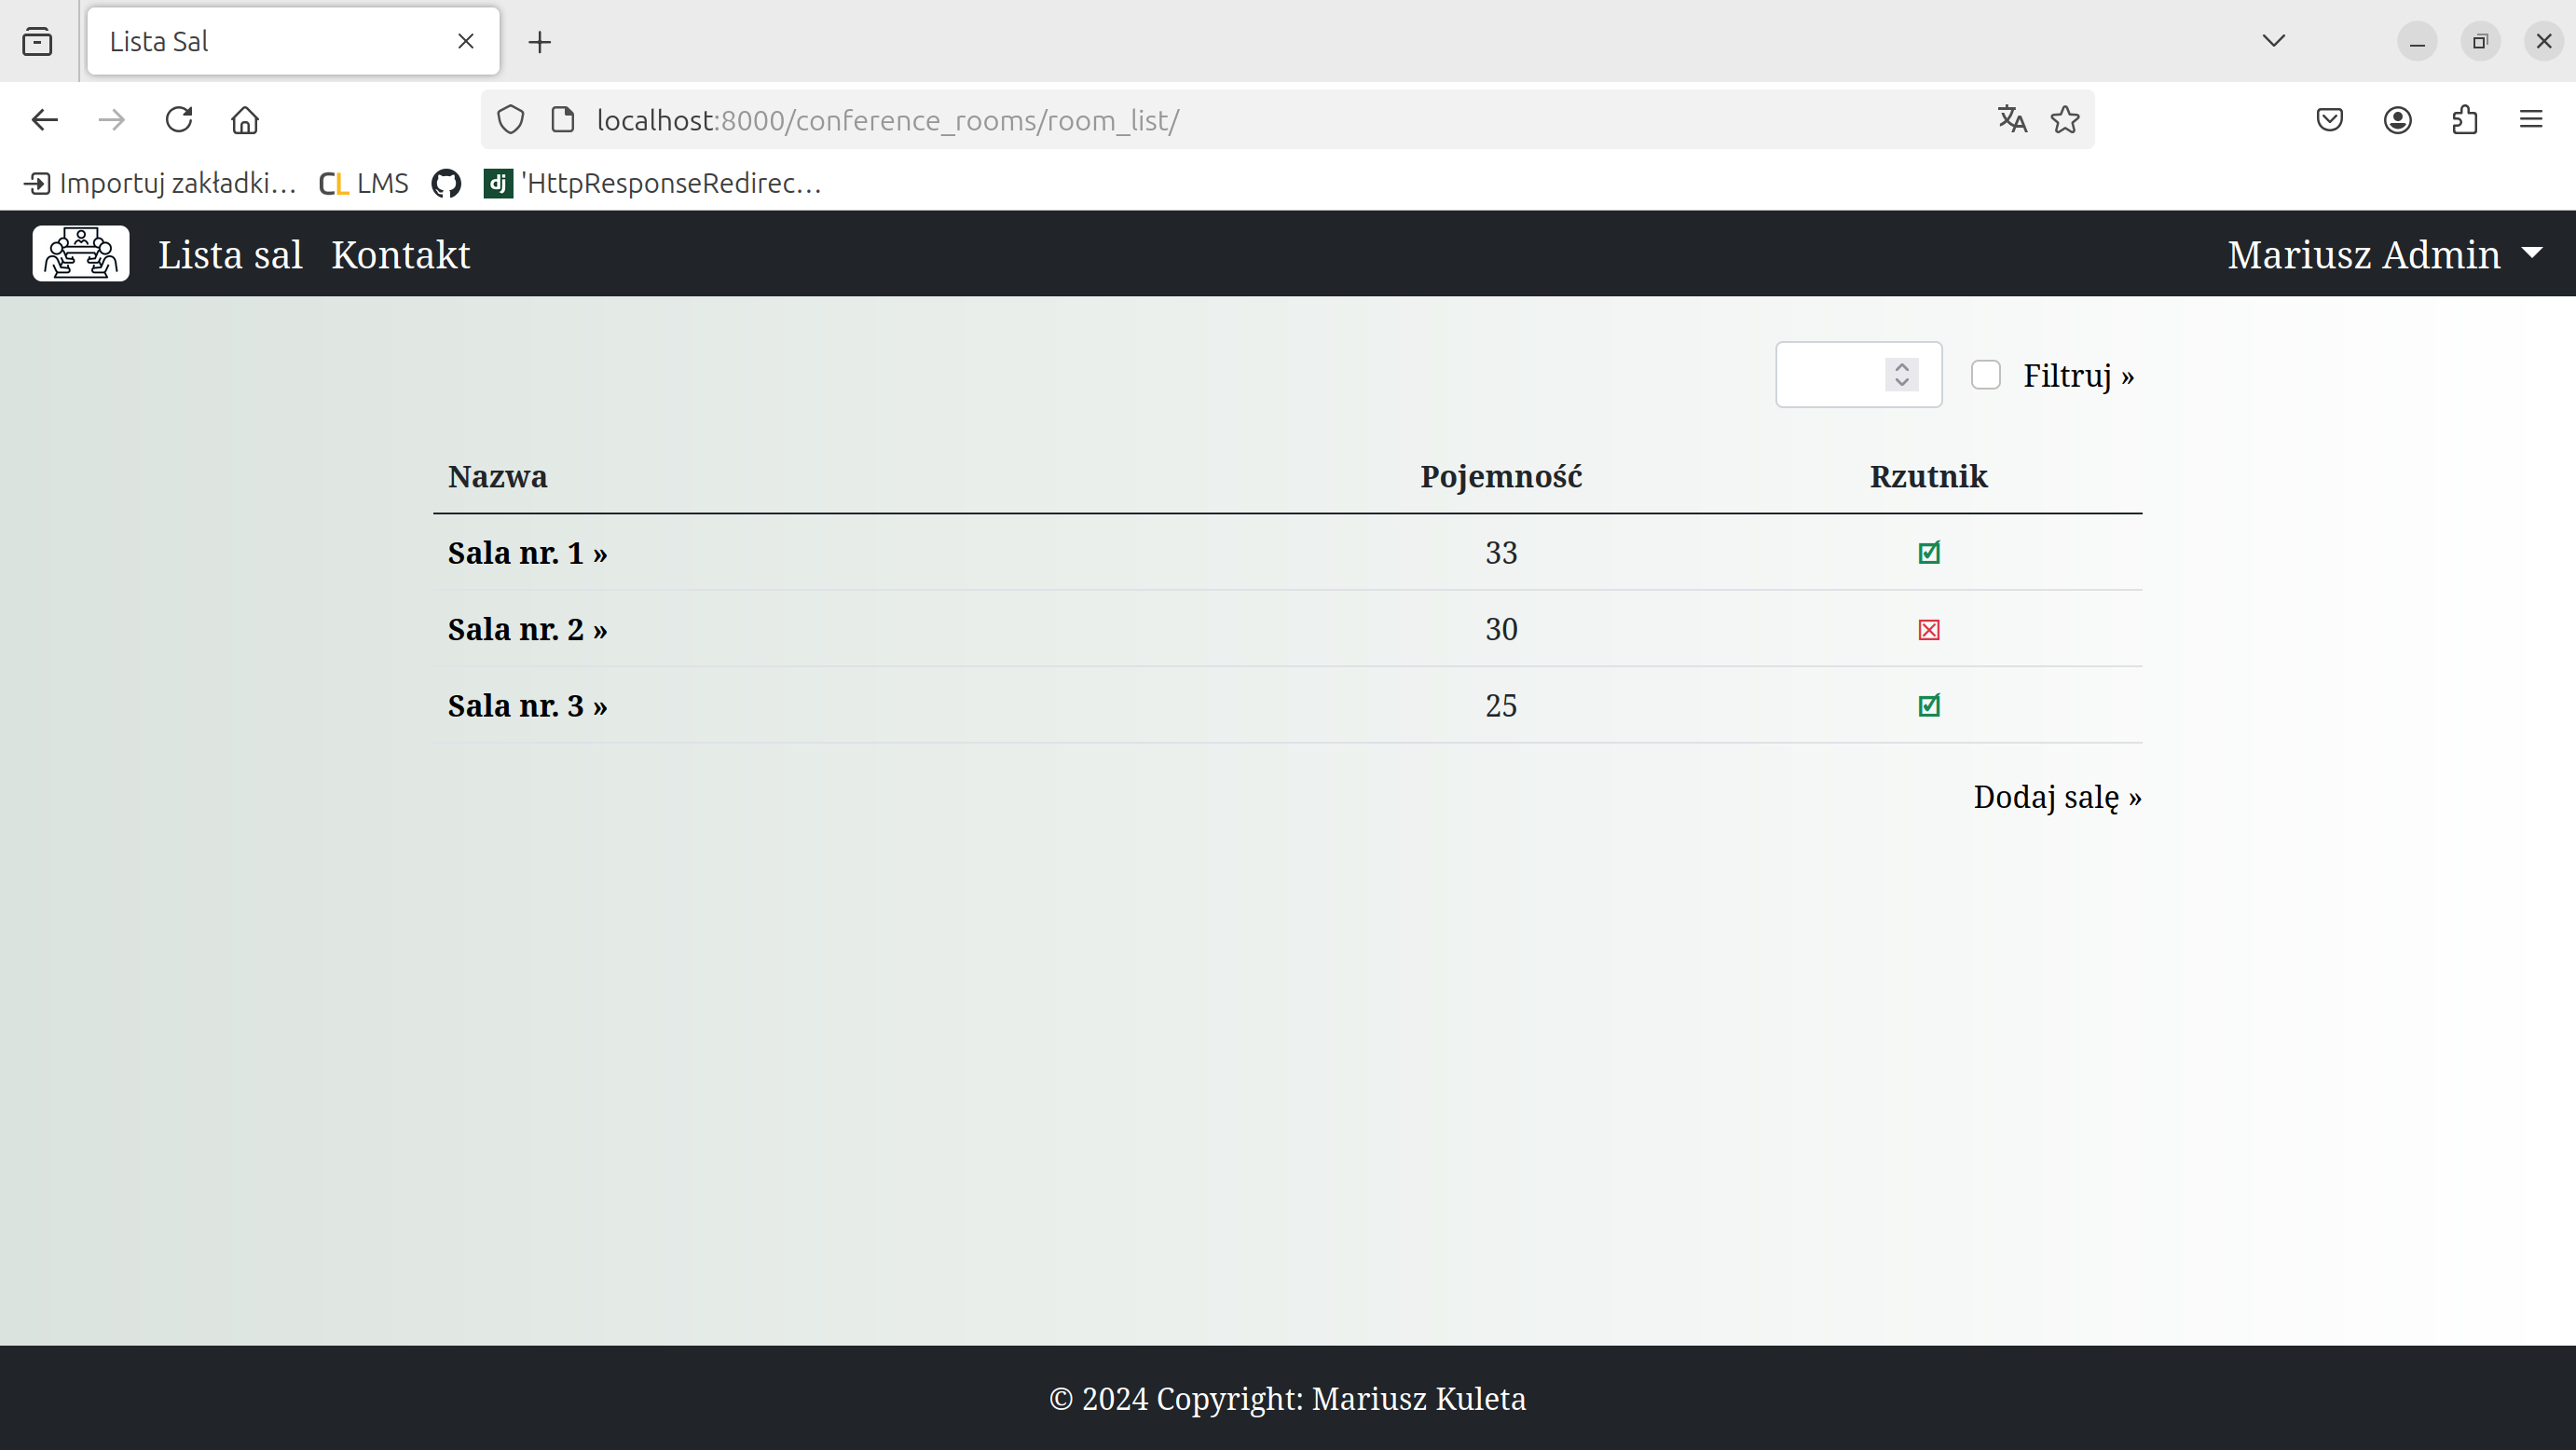 Lista Sal
localhost:8000/conference_rooms/room_list/
Importuj zakładki... CL LMS dj 'HttpResponseRedirec...
Lista sal Kontakt Mariusz Admin
Filtruj »
Nazwa Pojemność Rzutnik
Sala nr. 1 » 33
Sala nr. 2 » 30
Sala nr. 3 » 25
Dodaj salę »
© 2024 Copyright: Mariusz Kuleta